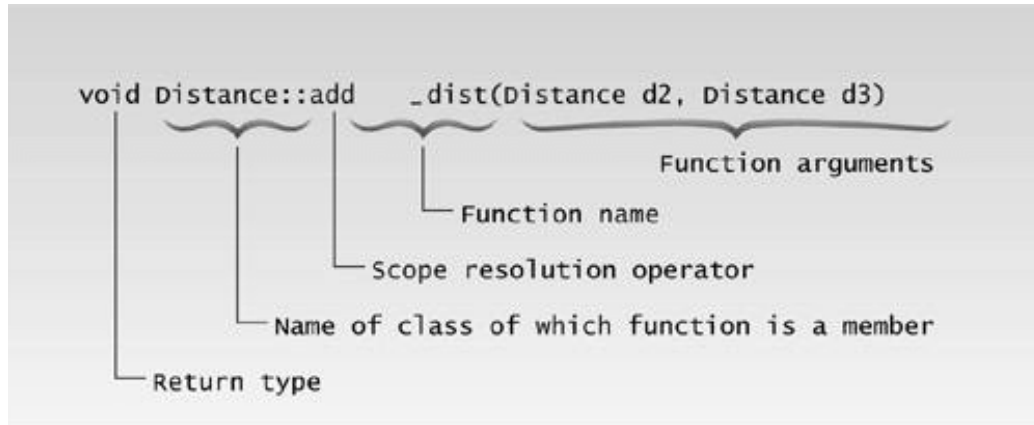 void Distance::add _dist(Distance d2, Distance d3)
Function arguments
Function name
Scope resolution operator
Name of class of which function is a member
Return type